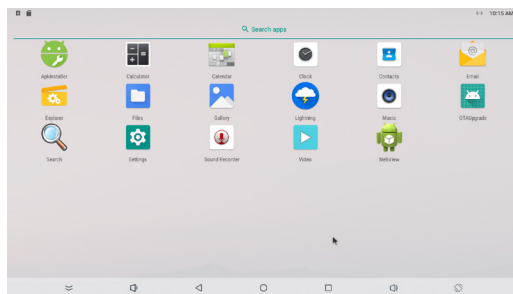 10:15 AM
Search apps
ApkInstaller
Calculator
Calendar
Clock
Contacts
Email
Explorer
Files
Gallery
Lightning
Music
OTAUpgrade
Search
Settings
Sound Recorder
Video
WebView